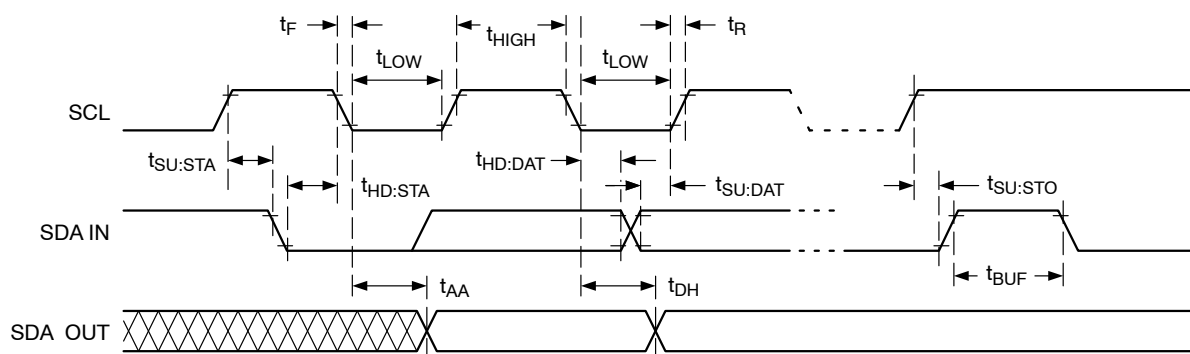 tF
tHIGH
tR
tLOW
tLOW
SCL
tSU:STA
tHD:STA
tHD:DAT
tSU:DAT
tSU:STO
SDA IN
tAA
tDH
tBUF
SDA OUT